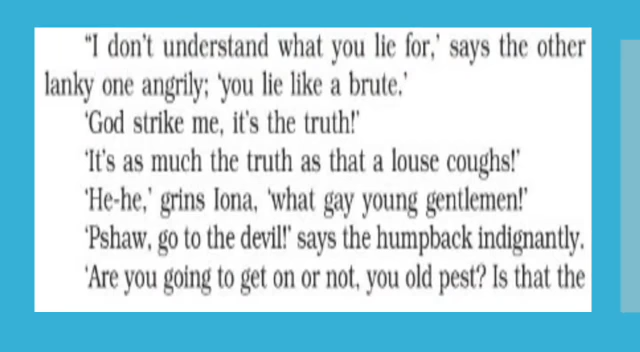 "I don't understand what you lie for,' says the other
lanky one angrily; 'you lie like a brute.'
'God strike me, it's the truth!'
'It's as much the truth as that a louse coughs!'
'He-he,' grins Iona, 'what gay young gentlemen!'
'Pshaw, go to the devil!' says the humpback indignantly.
'Are you going to get on or not, you old pest? Is that the